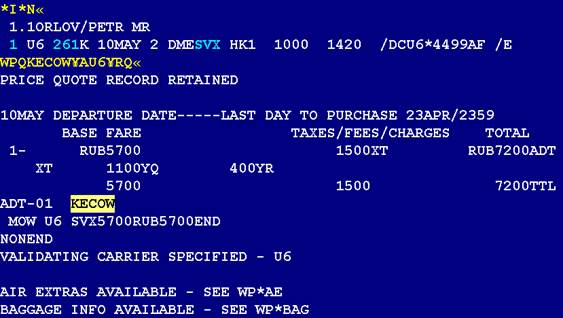 *I*N«
1.1ORLOV/PETR MR
1 U6 261K 10MAY 2 DMESVX HK1 1000 1420 /DCU6*4499AF /E
WPQKECOW¥AU6¥RQ«
PRICE QUOTE RECORD RETAINED
10MAY DEPARTURE DATE-----LAST DAY TO PURCHASE 23APR/2359
BASE FARE TAXES/FEES/CHARGES TOTAL
1- RUB5700 1500XT RUB7200ADT
XT 1100YQ 400YR
5700 1500 7200TTL
ADT-01 KECOW
MOW U6 SVX5700RUB5700END
NONEND
VALIDATING CARRIER SPECIFIED - U6
AIR EXTRAS AVAILABLE - SEE WP*AE
BAGGAGE INFO AVAILABLE - SEE WP*BAG